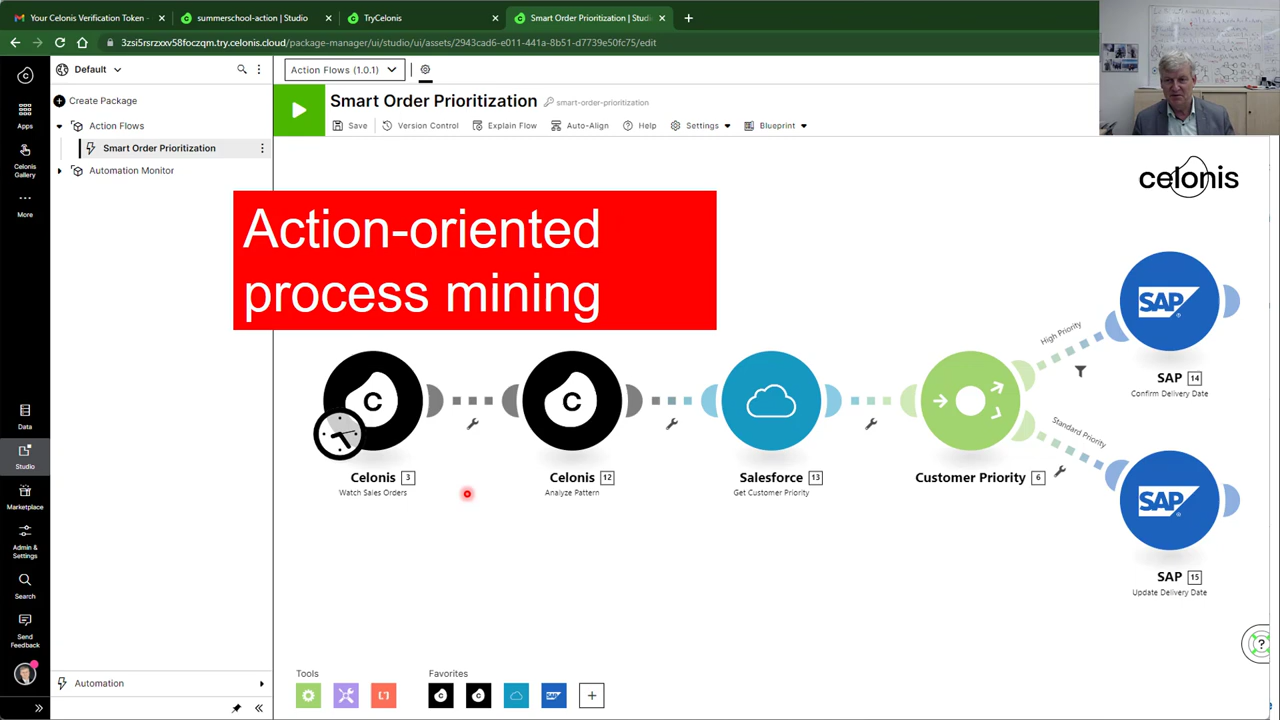 Your Celonis Verification Token -
summerschool-action | Studio
TryCelonis
Smart Order Prioritization | Studi
3zsi5rsrzxxv58foczqm.try.celonis.cloud/package-manager/ui/studio/ui/assets/2943cad6-e011-441a-8b51-d7739e50fc75/edit
Default
Action Flows (1.0.1)
Create Package
Action Flows
Smart Order Prioritization
Automation Monitor
Automation
Apps
Celonis
Gallery
More
Data
Studio
Marketplace
Admin &
Settings
Search
Send
Feedback
Smart Order Prioritization
smart-order-prioritization
Save
Version Control
Explain Flow
Auto-Align
Help
Settings
Blueprint
celonis
Action-oriented
process mining
C
Celonis 3
Watch Sales Orders
C
Celonis 12
Analyze Pattern
Salesforce 13
Get Customer Priority
Customer Priority 6
High Priority
SAP
SAP 14
Confirm Delivery Date
Standard Priority
SAP
SAP 15
Update Delivery Date
Tools
Favorites